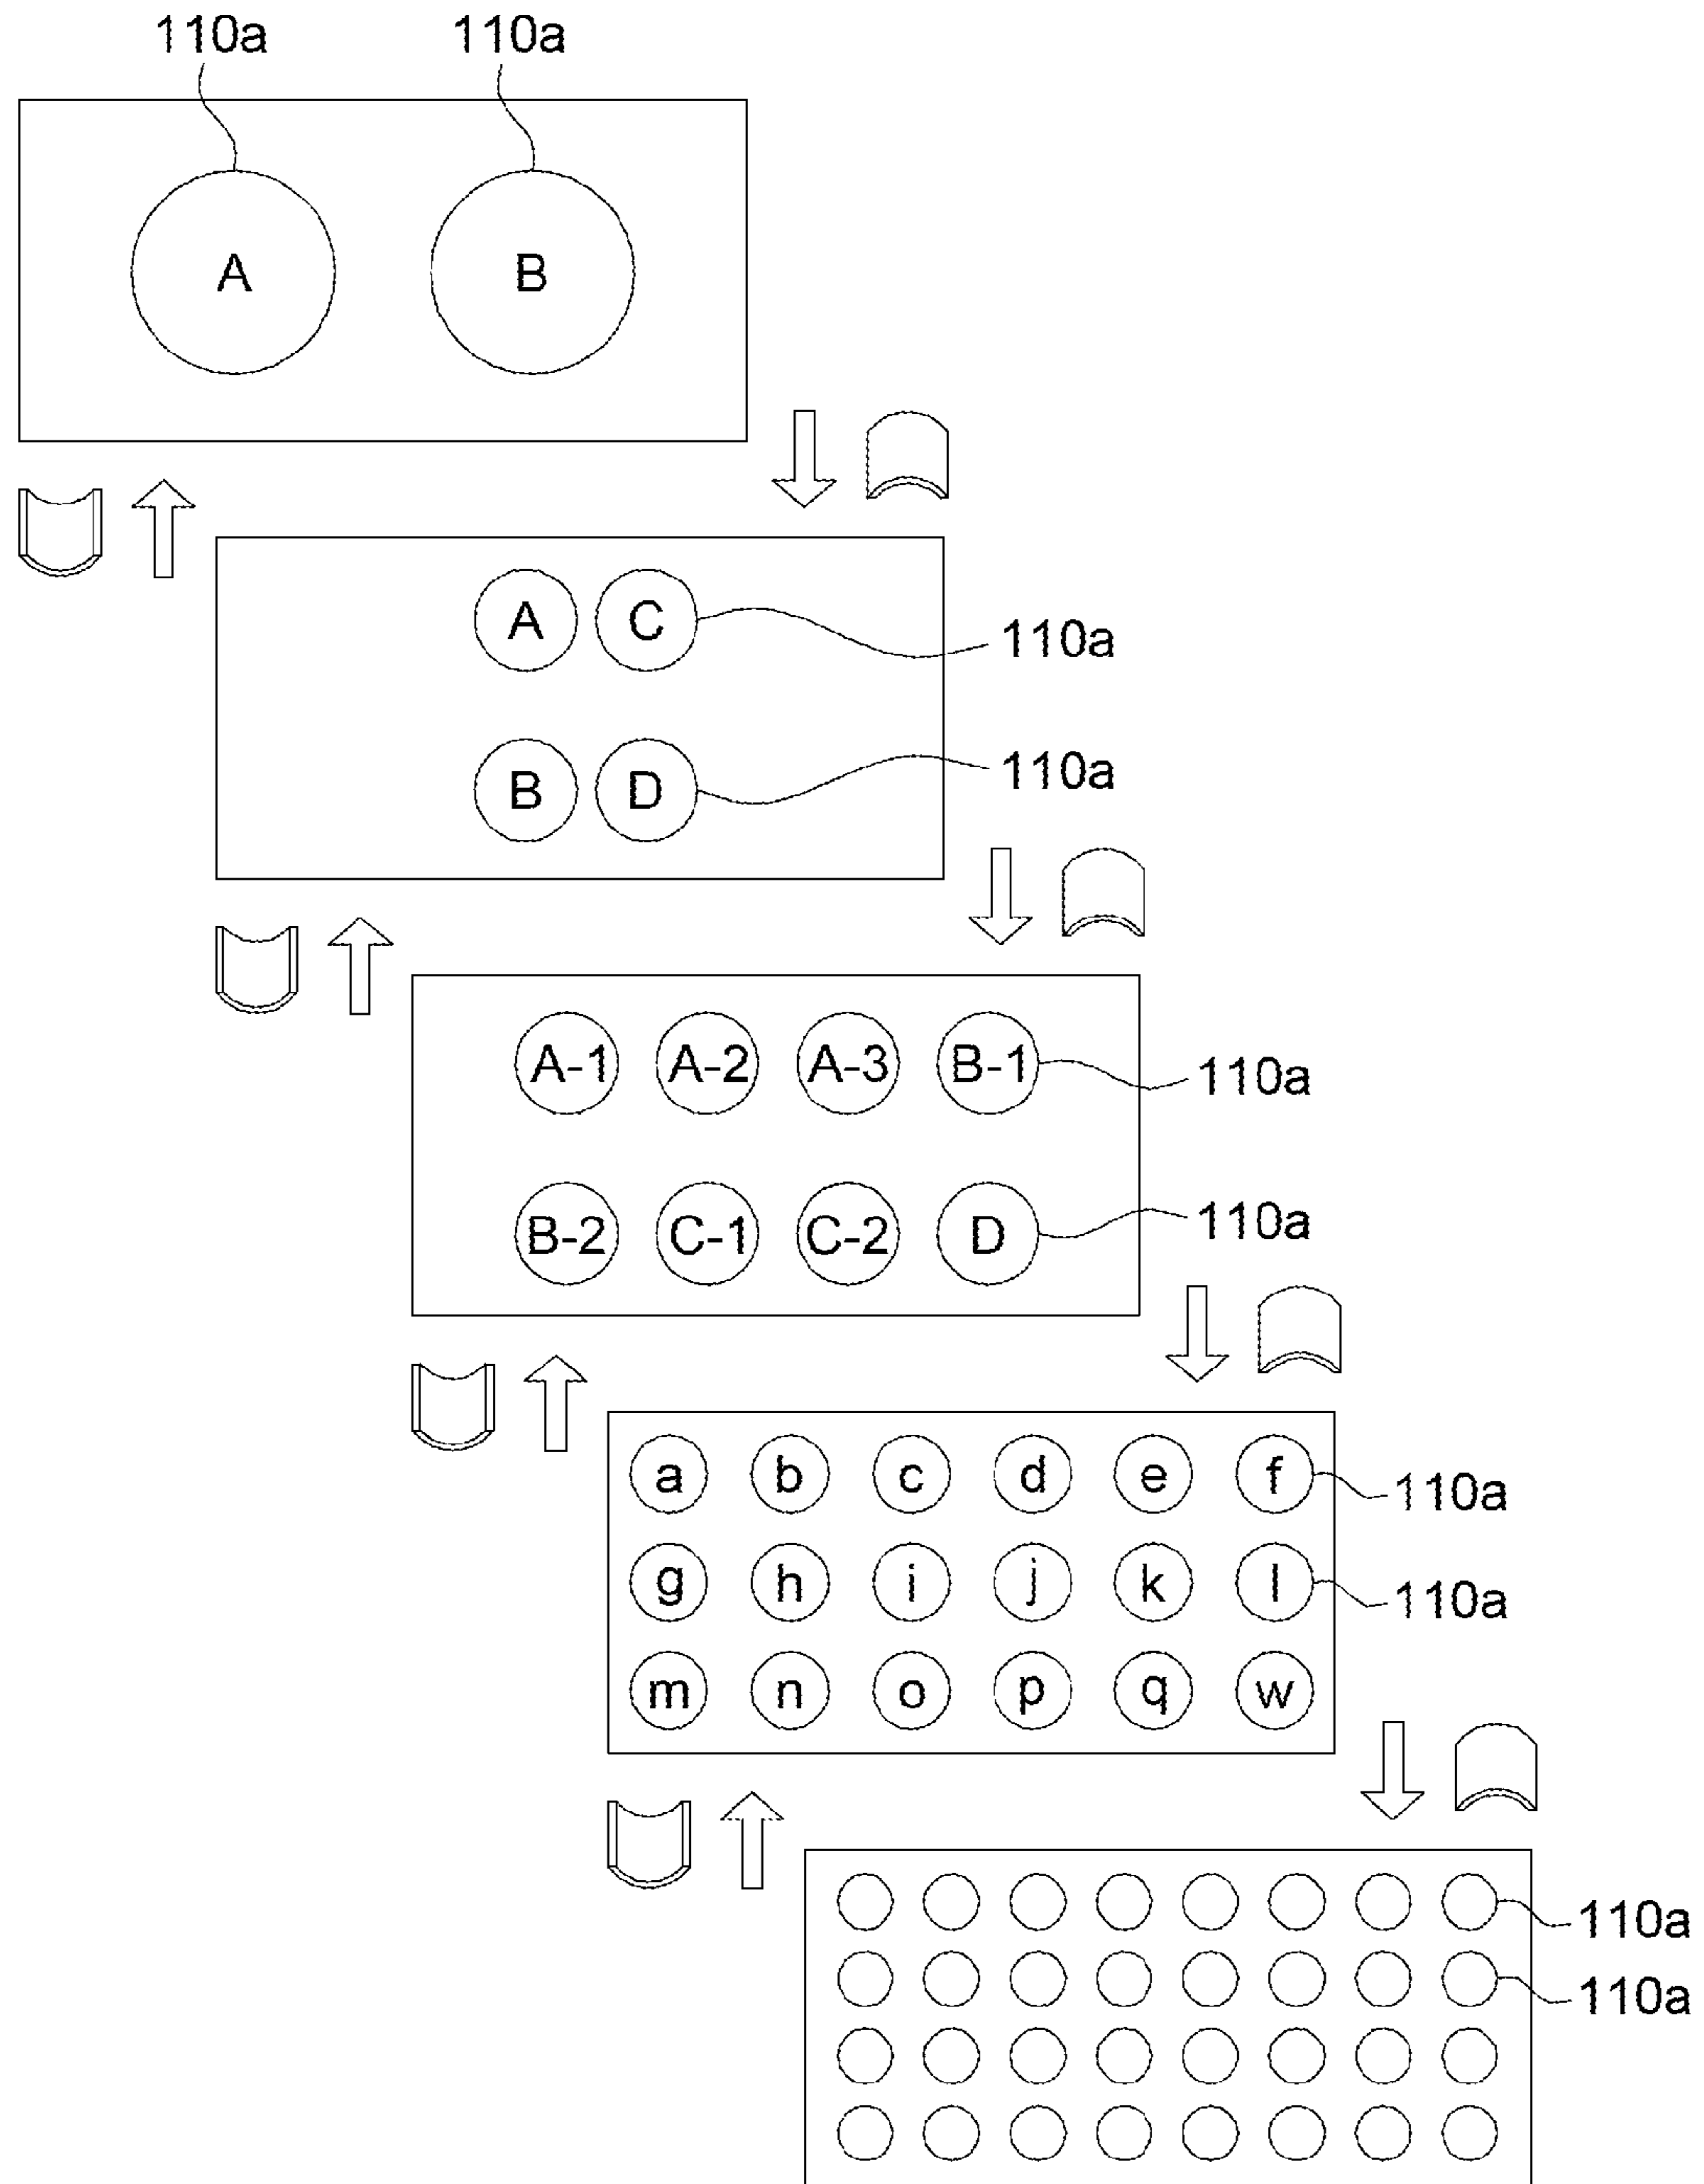 110a 110a
A B
A C 110a
B D 110a
A-1 A-2 A-3 B-1 110a
B-2 C-1 C-2 D 110a
a b c d e f 110a
g h i j k l 110a
m n o p q w
110a
110a